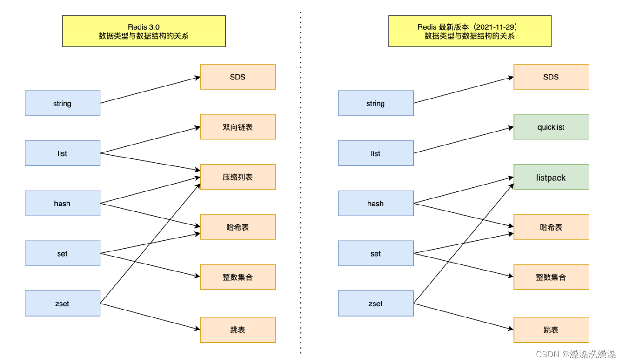 Redis 3.0
数据类型与数据结构的关系
string
list
hash
set
zset
SDS
双向链表
压缩列表
哈希表
整数集合
跳表
Redis 最新版本（2021-11-29）
数据类型与数据结构的关系
string
list
hash
set
zset
SDS
quicklist
listpack
哈希表
整数集合
跳表